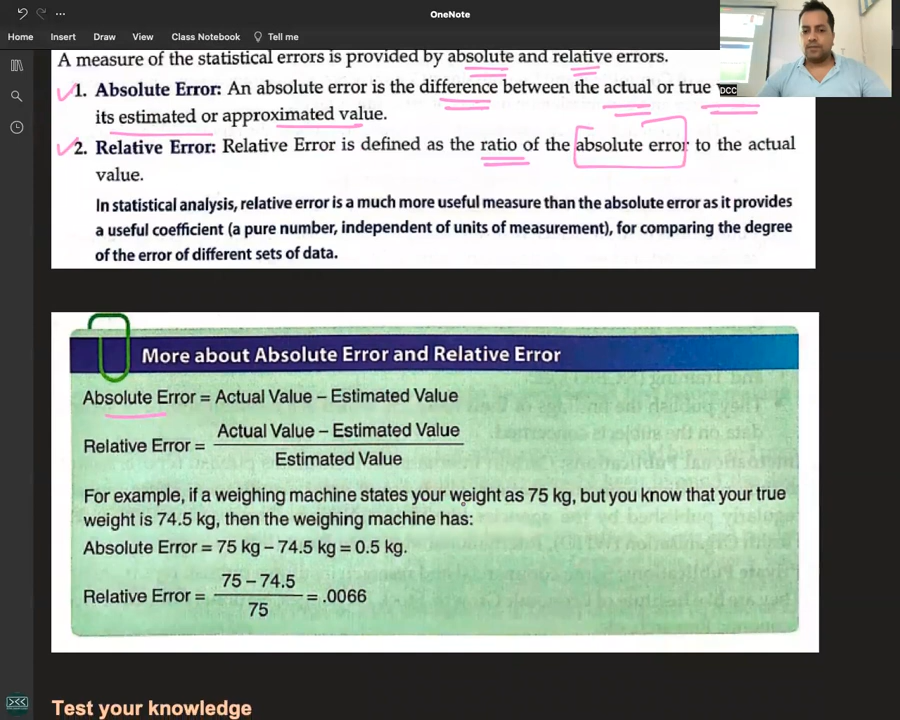 OneNote
Home Insert Draw View Class Notebook Tell me
A measure of the statistical errors is provided by absolute and relative errors.
1. Absolute Error: An absolute error is the difference between the actual or true
its estimated or approximated value.
2. Relative Error: Relative Error is defined as the ratio of the absolute error to the actual
value.
In statistical analysis, relative error is a much more useful measure than the absolute error as it provides
a useful coefficient (a pure number, independent of units of measurement), for comparing the degree
of the error of different sets of data.
More about Absolute Error and Relative Error
Absolute Error = Actual Value – Estimated Value
Relative Error = Actual Value – Estimated Value
Estimated Value
For example, if a weighing machine states your weight as 75 kg, but you know that your true
weight is 74.5 kg, then the weighing machine has:
Absolute Error = 75 kg – 74.5 kg = 0.5 kg.
Relative Error = 75 – 74.5 = .0066
75
Test your knowledge